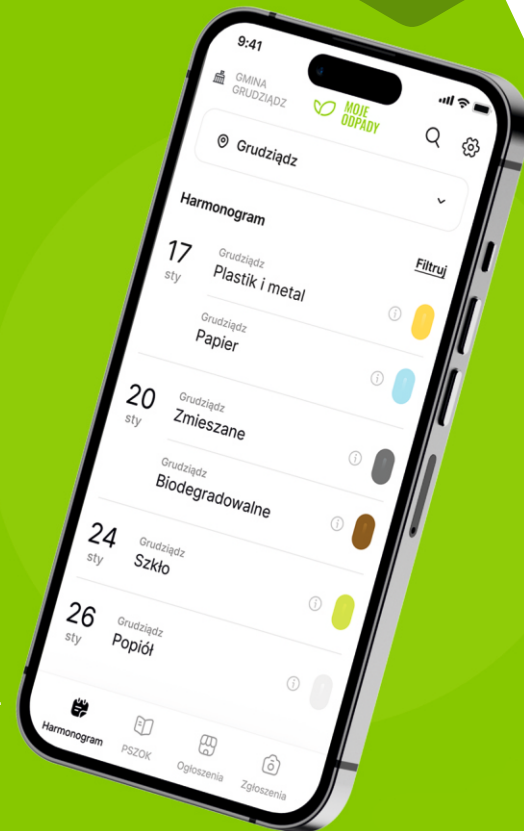 9:41
GMINA
GRUDZIĄDZ
MOJE
ODPADY
Grudziądz
Harmonogram
Filtruj
17
sty
Grudziądz
Plastik i metal
Grudziądz
Papier
20
sty
Grudziądz
Zmieszane
Grudziądz
Biodegradowalne
24
sty
Grudziądz
Szkło
26
sty
Grudziądz
Popiół
Harmonogram
PSZOK
Ogłoszenia
Zgłoszenia